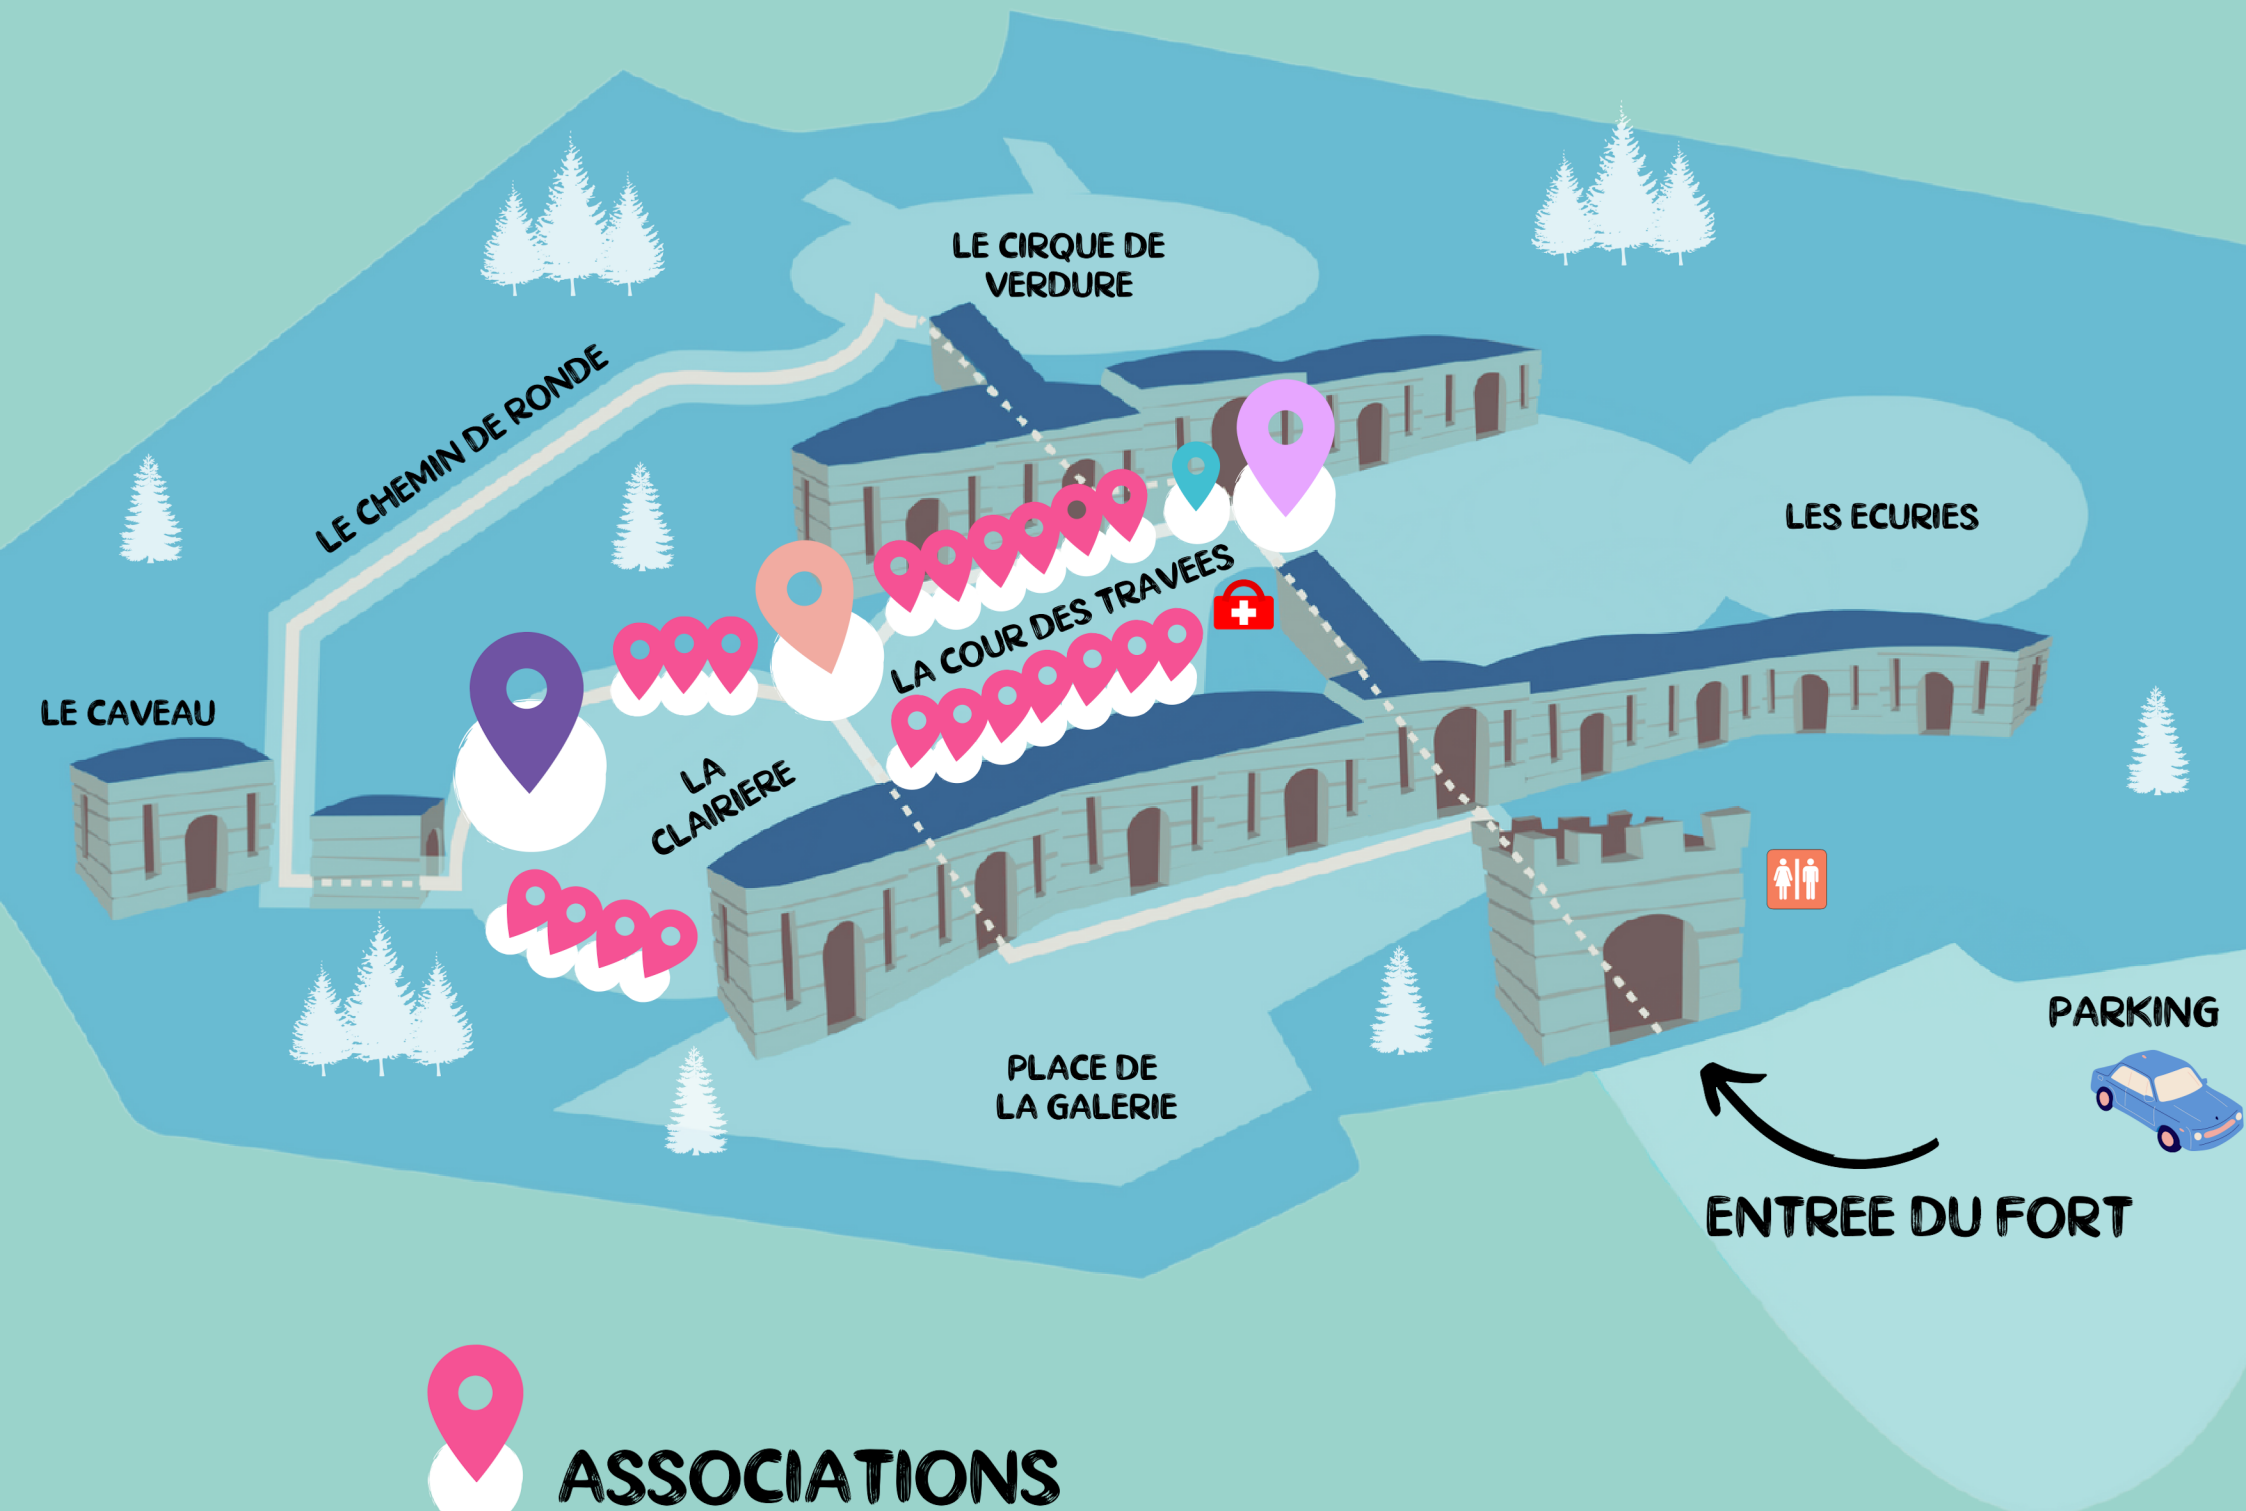 LE CIRQUE DE
VERDURE
LE CHEMIN DE RONDE
LES ECURIES
LA COUR DES TRAVEES
LE CAVEAU
LA
CLAIRIERE
PARKING
PLACE DE
LA GALERIE
ENTREE DU FORT
ASSOCIATIONS